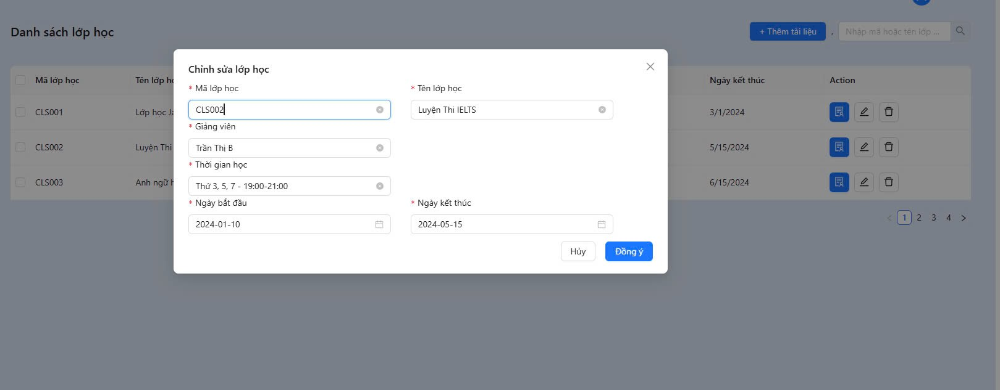 Danh sách lớp học
+ Thêm tài liệu , Nhập mã hoặc tên lớp ...
Mã lớp học Tên lớp Ngày kết thúc Action
CLS001 Lớp học 3/1/2024
CLS002 Luyện Thi 5/15/2024
CLS003 Anh ngữ 6/15/2024
< 1 2 3 4 >
Chỉnh sửa lớp học
* Mã lớp học * Tên lớp học
CLS002 Luyện Thi IELTS
* Giảng viên
Trần Thị B
* Thời gian học
Thứ 3, 5, 7 - 19:00-21:00
* Ngày bắt đầu * Ngày kết thúc
2024-01-10 2024-05-15
Hủy Đồng ý